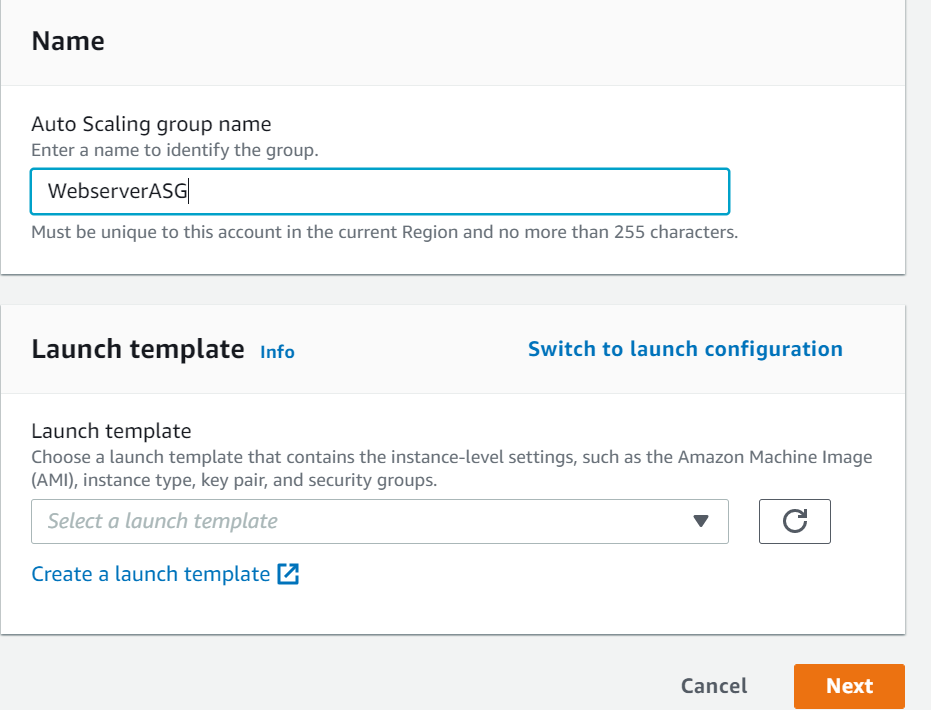 Name
Auto Scaling group name
Enter a name to identify the group.
WebserverASG
Must be unique to this account in the current Region and no more than 255 characters.
Launch template Info Switch to launch configuration
Launch template
Choose a launch template that contains the instance-level settings, such as the Amazon Machine Image
(AMI), instance type, key pair, and security groups.
Select a launch template
Create a launch template
Cancel Next